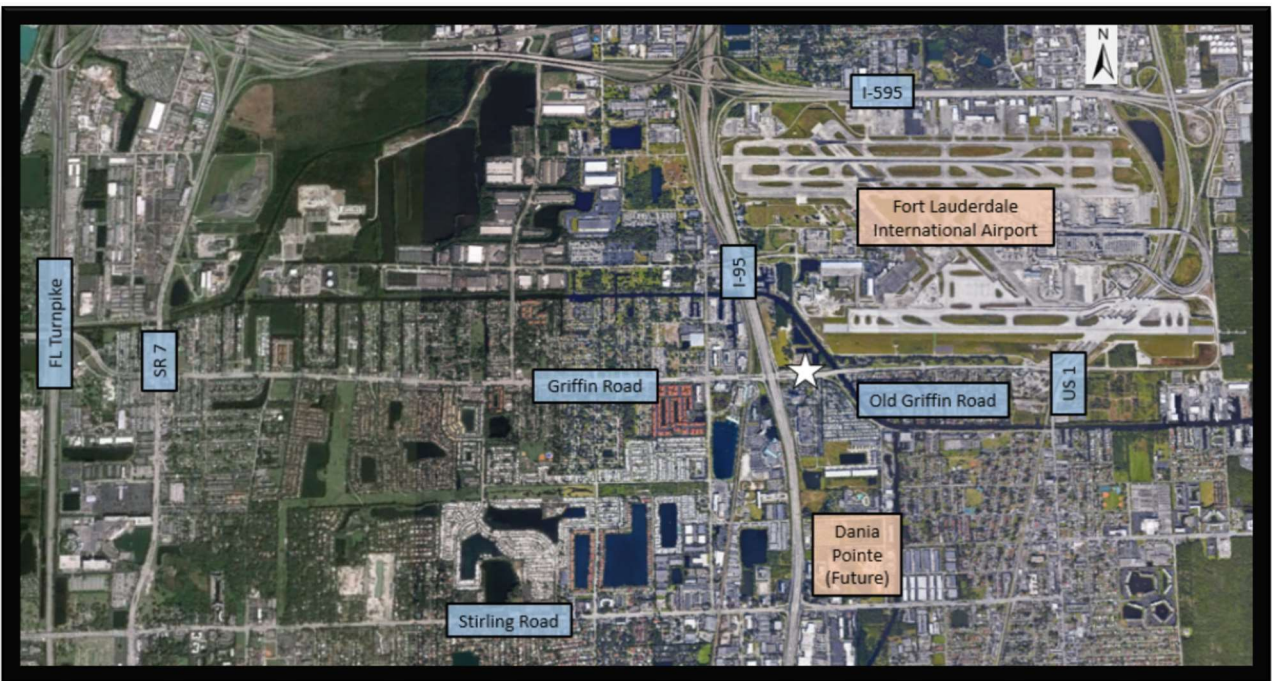 N
I-595
Fort Lauderdale
International Airport
I-95
FL Turnpike
SR 7
Griffin Road
Old Griffin Road
US 1
Dania
Pointe
(Future)
Stirling Road